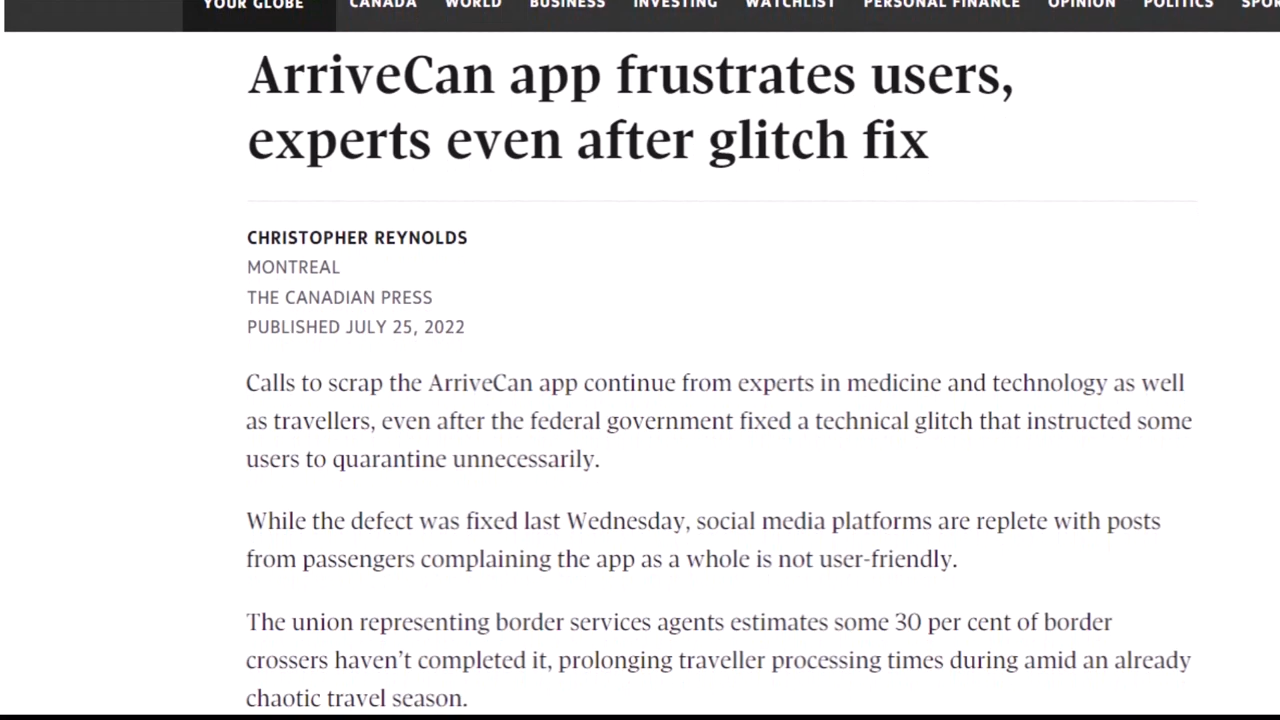 YOUR GLOBE CANADA WORLD BUSINESS INVESTING WATCHLIST PERSONAL FINANCE OPINION POLITICS
ArriveCan app frustrates users,
experts even after glitch fix
CHRISTOPHER REYNOLDS
MONTREAL
THE CANADIAN PRESS
PUBLISHED JULY 25, 2022
Calls to scrap the ArriveCan app continue from experts in medicine and technology as well
as travellers, even after the federal government fixed a technical glitch that instructed some
users to quarantine unnecessarily.
While the defect was fixed last Wednesday, social media platforms are replete with posts
from passengers complaining the app as a whole is not user-friendly.
The union representing border services agents estimates some 30 per cent of border
crossers haven’t completed it, prolonging traveller processing times during amid an already
chaotic travel season.